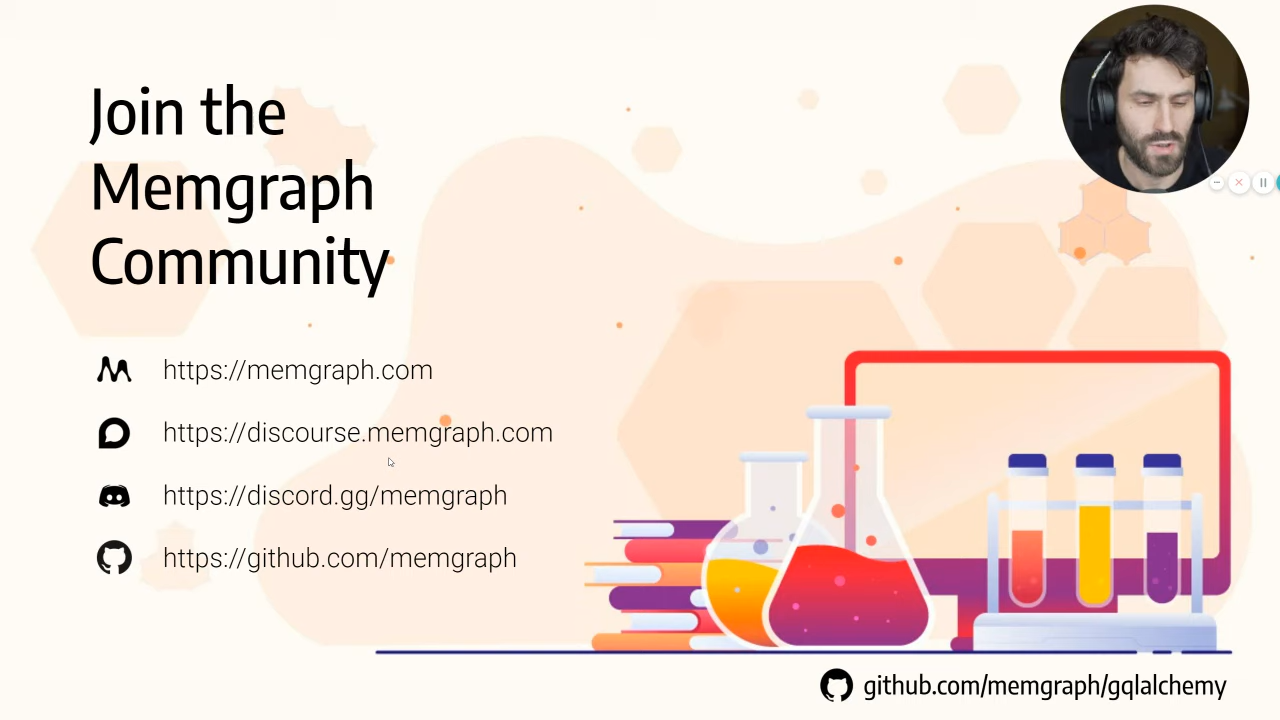 Join the
Memgraph
Community
https://memgraph.com
https://discourse.memgraph.com
https://discord.gg/memgraph
https://github.com/memgraph
github.com/memgraph/gqlalchemy